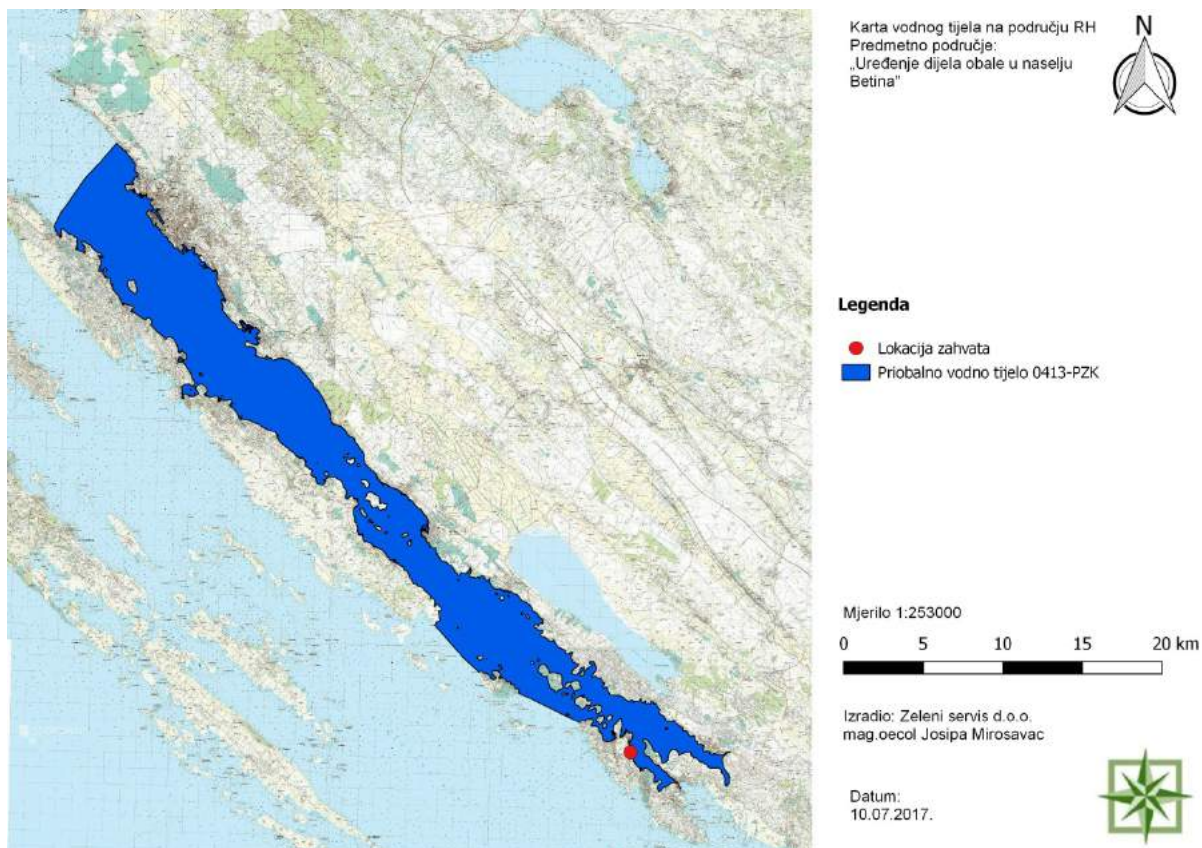 Karta vodnog tijela na području RH
Predmetno područje:
„Uređenje dijela obale u naselju
Betina”
N
Legenda
Lokacija zahvata
Priobalno vodno tijelo 0413-PZK
Mjerilo 1:253000
0 5 10 15 20 km
Izradio: Zeleni servis d.o.o.
mag.oecol Josipa Mirosavac
Datum:
10.07.2017.